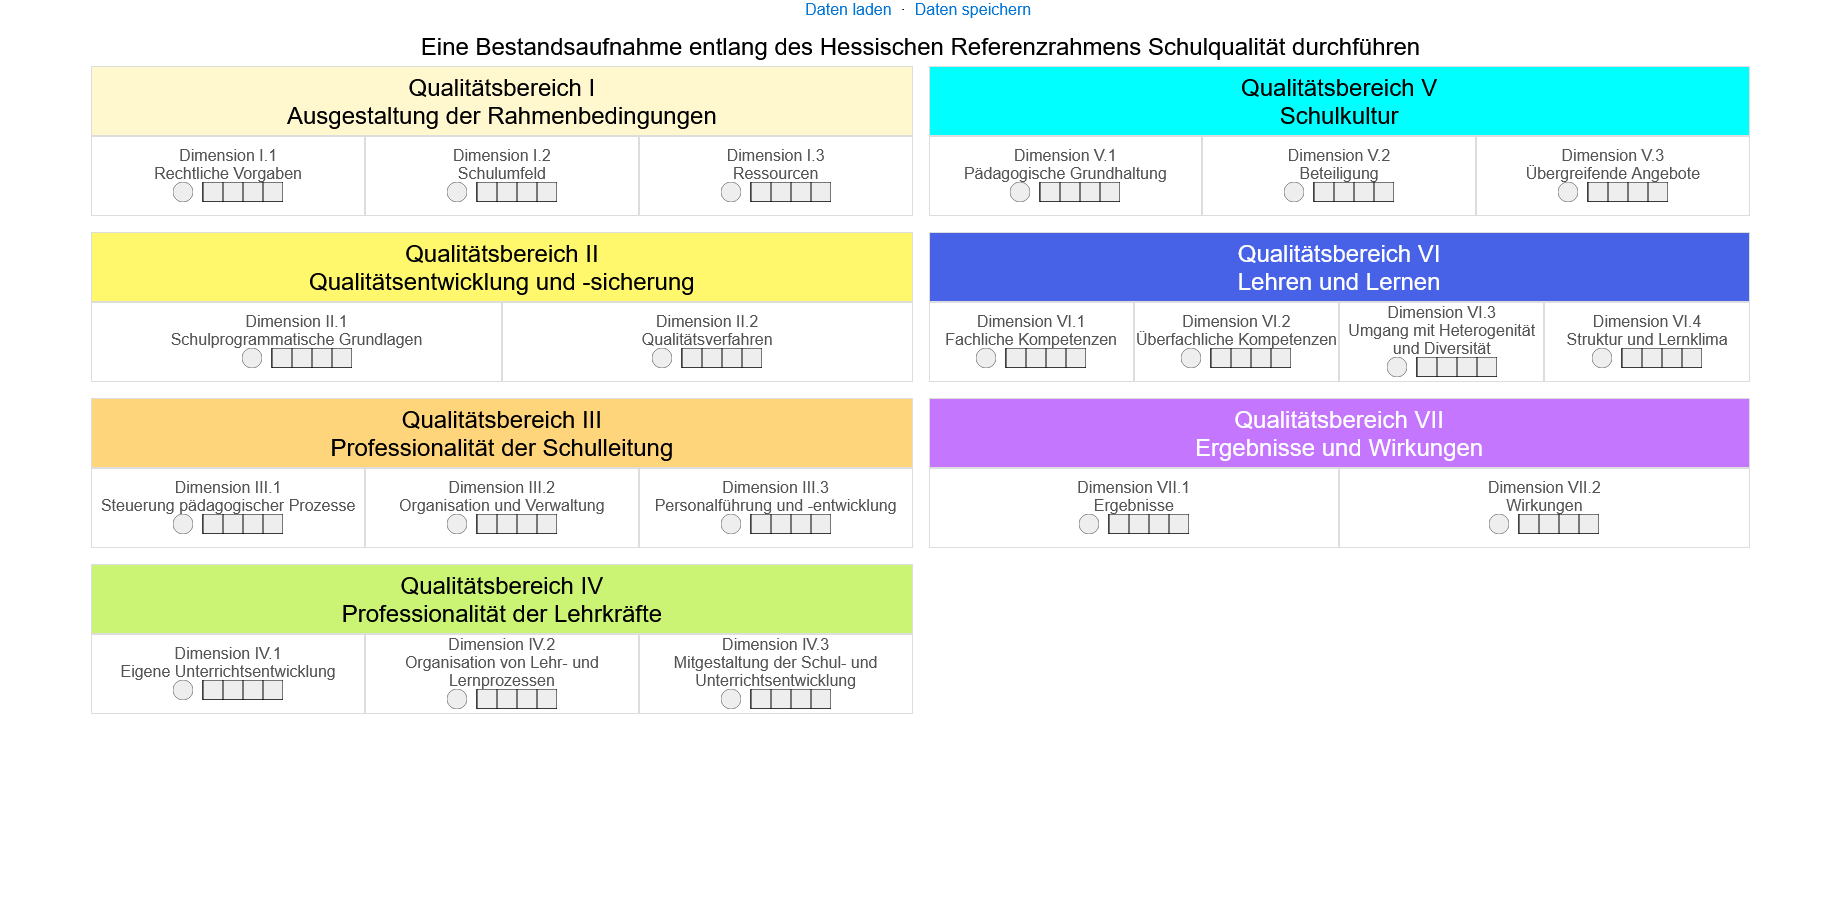 Daten laden · Daten speichern
Eine Bestandsaufnahme entlang des Hessischen Referenzrahmens Schulqualität durchführen
Qualitätsbereich I
Ausgestaltung der Rahmenbedingungen
Dimension I.1
Rechtliche Vorgaben
Dimension I.2
Schulumfeld
Dimension I.3
Ressourcen
Qualitätsbereich II
Qualitätsentwicklung und -sicherung
Dimension II.1
Schulprogrammatische Grundlagen
Dimension II.2
Qualitätsverfahren
Qualitätsbereich III
Professionalität der Schulleitung
Dimension III.1
Steuerung pädagogischer Prozesse
Dimension III.2
Organisation und Verwaltung
Dimension III.3
Personalführung und -entwicklung
Qualitätsbereich IV
Professionalität der Lehrkräfte
Dimension IV.1
Eigene Unterrichtsentwicklung
Dimension IV.2
Organisation von Lehr- und
Lernprozessen
Dimension IV.3
Mitgestaltung der Schul- und
Unterrichtsentwicklung
Qualitätsbereich V
Schulkultur
Dimension V.1
Pädagogische Grundhaltung
Dimension V.2
Beteiligung
Dimension V.3
Übergreifende Angebote
Qualitätsbereich VI
Lehren und Lernen
Dimension VI.1
Fachliche Kompetenzen
Dimension VI.2
Überfachliche Kompetenzen
Dimension VI.3
Umgang mit Heterogenität
und Diversität
Dimension VI.4
Struktur und Lernklima
Qualitätsbereich VII
Ergebnisse und Wirkungen
Dimension VII.1
Ergebnisse
Dimension VII.2
Wirkungen